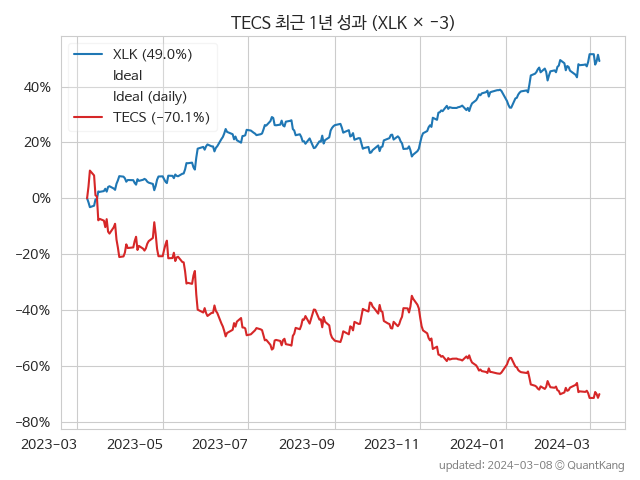 TECS 최근 1년 성과 (XLK × −3)
XLK (49.0%)
Ideal
Ideal (daily)
TECS (−70.1%)
40%
20%
0%
−20%
−40%
−60%
−80%
2023−03 2023−05 2023−07 2023−09 2023−11 2024−01 2024−03
updated: 2024−03−08 © QuantKang